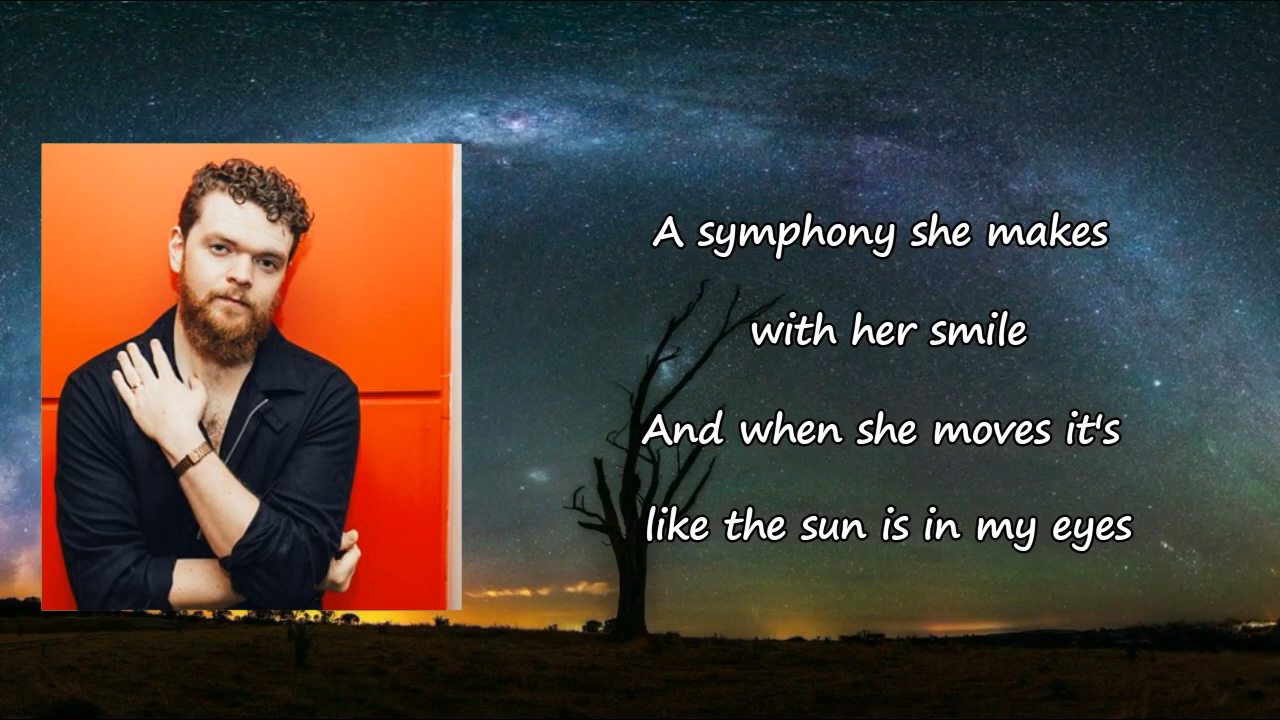 A symphony she makes
with her smile
And when she moves it's
like the sun is in my eyes